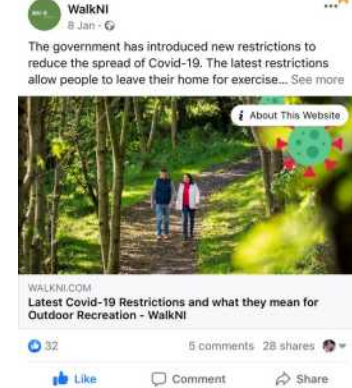 WalkNI
8 Jan ·
The government has introduced new restrictions to
reduce the spread of Covid-19. The latest restrictions
allow people to leave their home for exercise... See more
i About This Website
WALKNI.COM
Latest Covid-19 Restrictions and what they mean for
Outdoor Recreation - WalkNI
32
5 comments 28 shares
Like Comment Share